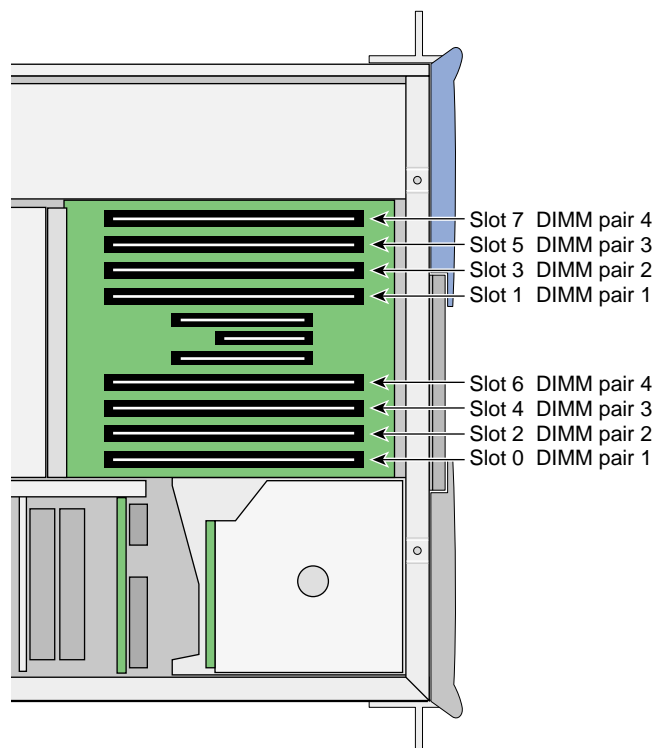 Slot 7  DIMM pair 4
Slot 5  DIMM pair 3
Slot 3  DIMM pair 2
Slot 1  DIMM pair 1
Slot 6  DIMM pair 4
Slot 4  DIMM pair 3
Slot 2  DIMM pair 2
Slot 0  DIMM pair 1